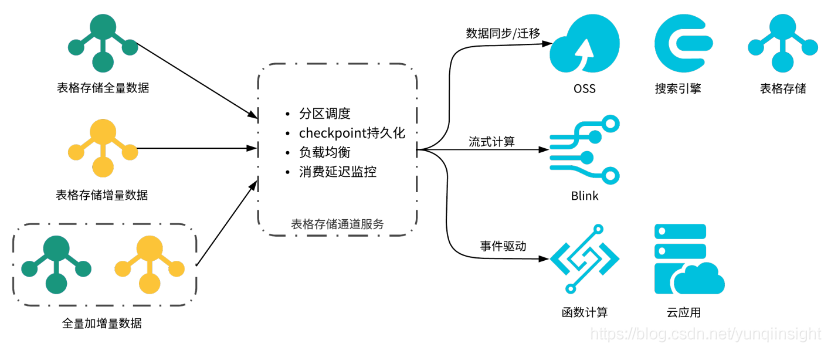 表格存储全量数据
表格存储增量数据
全量加增量数据
• 分区调度
• checkpoint持久化
• 负载均衡
• 消费延迟监控
表格存储通道服务
数据同步/迁移
OSS
搜索引擎
表格存储
流式计算
Blink
事件驱动
函数计算
云应用
https://blog.csdn.net/yunqiinsight